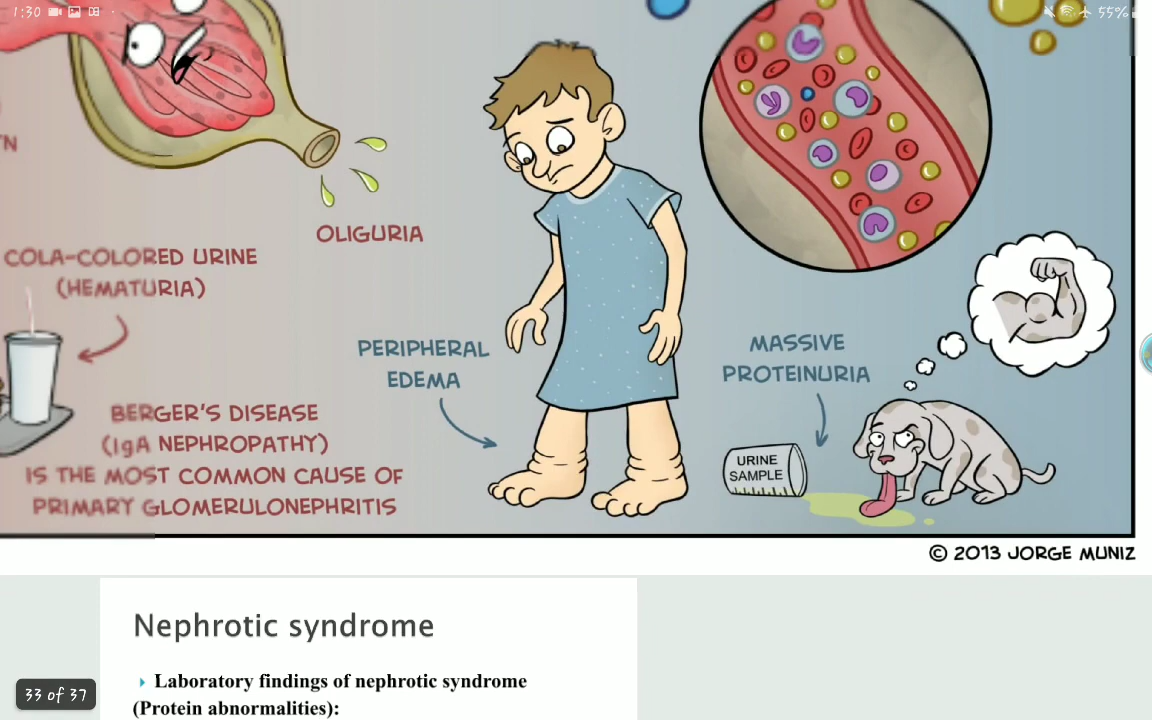 1:30
55%
N
OLIGURIA
COLA-COLORED URINE
(HEMATURIA)
PERIPHERAL
EDEMA
MASSIVE
PROTEINURIA
BERGER'S DISEASE
(IgA NEPHROPATHY)
IS THE MOST COMMON CAUSE OF
PRIMARY GLOMERULONEPHRITIS
URINE
SAMPLE
© 2013 JORGE MUNIZ
Nephrotic syndrome
Laboratory findings of nephrotic syndrome
(Protein abnormalities):
33 of 37